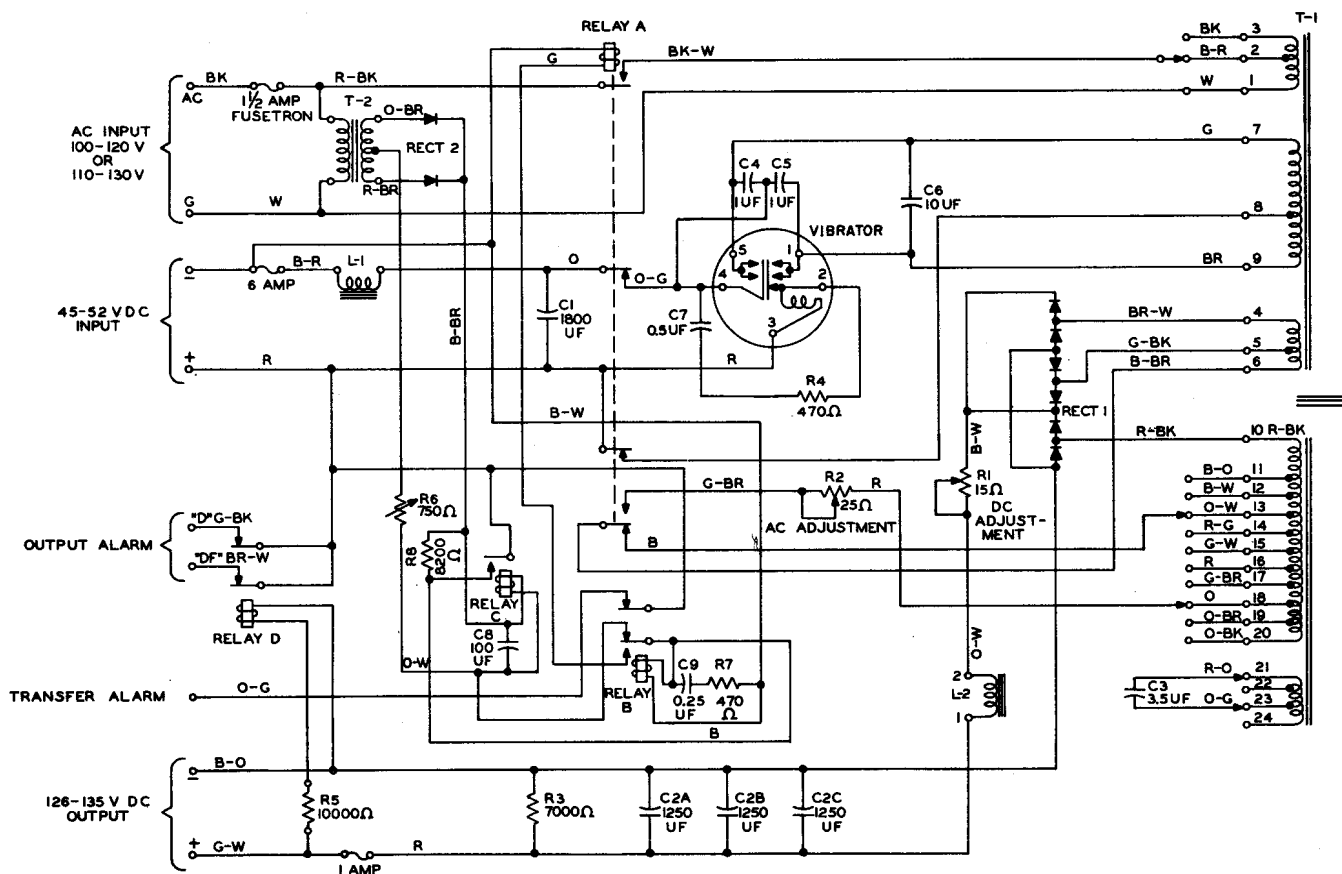 RELAY A
T-1
BK 3
B-R 2
W 1
BK-W
G
BK
AC
1½ AMP
FUSETRON
R-BK
T-2
O-BR
RECT 2
R-BR
AC INPUT
100-120 V
OR
110-130 V
G
W
G 7
8
BR 9
C4
1UF
C5
1UF
C6
10UF
VIBRATOR
5
1
4
2
3
-
6 AMP
B-R
L-1
O
O-G
C1
1800
UF
C7
0.5UF
45-52 V DC
INPUT
+
R
R
B-BR
R4
470Ω
BR-W 4
G-BK 5
B-BR 6
RECT 1
B-W
B-W
R-BK 10 R-BK
B-O 11
B-W 12
O-W 13
R-G 14
G-W 15
R 16
G-BR 17
O 18
O-BR 19
O-BK 20
R6
750Ω
G-BR
R2
25Ω
R
AC ADJUSTMENT
B
R1
15Ω
DC
ADJUST-
MENT
"D" G-BK
OUTPUT ALARM
"DF" BR-W
RELAY D
R8
8200
Ω
RELAY
C
C8
100
UF
O-W
RELAY
B
C9
0.25
UF
R7
470
Ω
B
O-W
2
L-2
1
R-O 21
22
C3
3.5UF
O-G 23
24
TRANSFER ALARM
O-G
-
B-O
126-135 V DC
OUTPUT
+
G-W
R5
10000Ω
1 AMP
R
R3
7000Ω
C2A
1250
UF
C2B
1250
UF
C2C
1250
UF